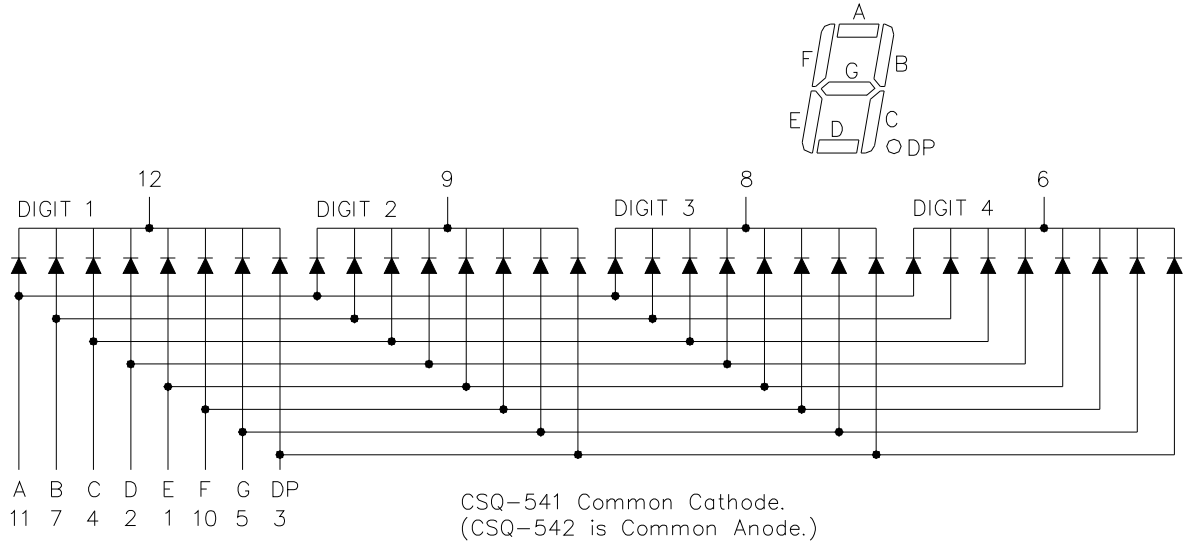 A
F
B
G
E
D
C
DP
12 9 8 6
DIGIT 1 DIGIT 2 DIGIT 3 DIGIT 4
A B C D E F G DP
11 7 4 2 1 10 5 3
CSQ-541 Common Cathode.
(CSQ-542 is Common Anode.)